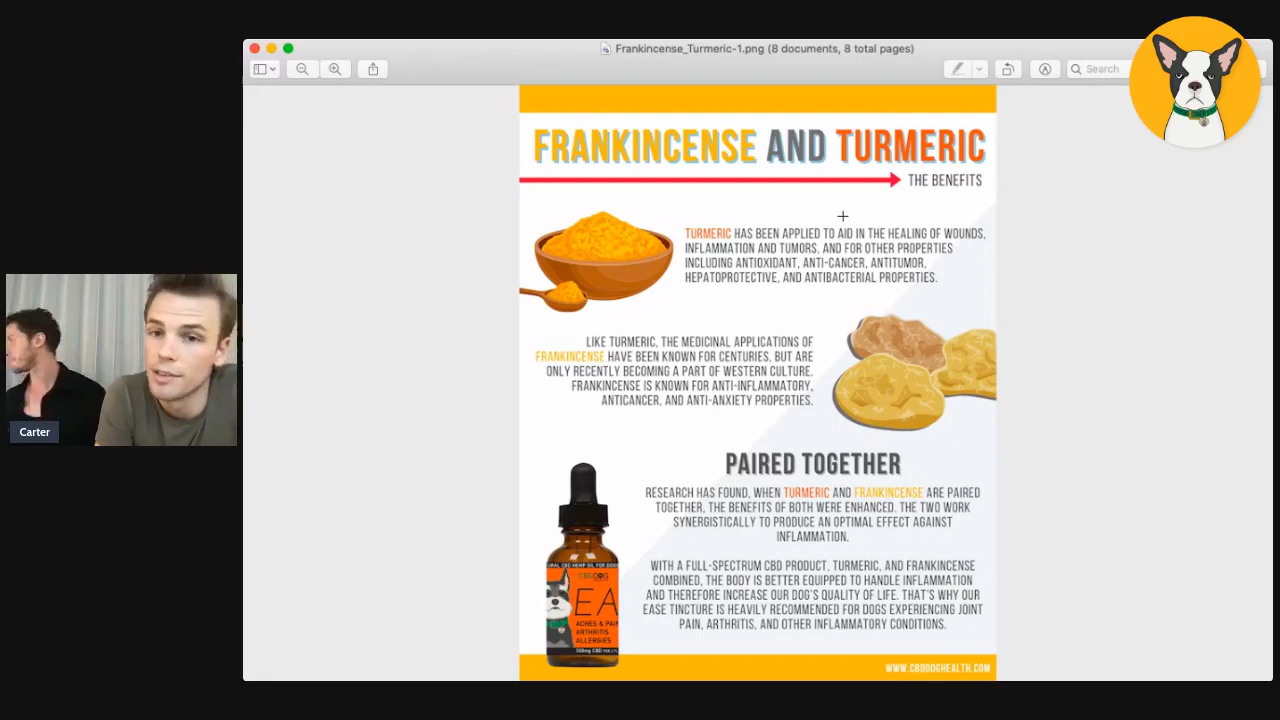 Frankincense_Turmeric-1.png (8 documents, 8 total pages)
Search
FRANKINCENSE AND TURMERIC
THE BENEFITS
TURMERIC HAS BEEN APPLIED TO AID IN THE HEALING OF WOUNDS,
INFLAMMATION AND TUMORS. AND FOR OTHER PROPERTIES
INCLUDING ANTIOXIDANT, ANTI-CANCER, ANTITUMOR,
HEPATOPROTECTIVE, AND ANTIBACTERIAL PROPERTIES.
LIKE TURMERIC, THE MEDICINAL APPLICATIONS OF
FRANKINCENSE HAVE BEEN KNOWN FOR CENTURIES, BUT ARE
ONLY RECENTLY BECOMING A PART OF WESTERN CULTURE.
FRANKINCENSE IS KNOWN FOR ANTI-INFLAMMATORY,
ANTICANCER, AND ANTI-ANXIETY PROPERTIES.
Carter
PAIRED TOGETHER
RESEARCH HAS FOUND, WHEN TURMERIC AND FRANKINCENSE ARE PAIRED
TOGETHER, THE BENEFITS OF BOTH WERE ENHANCED. THE TWO WORK
SYNERGISTICALLY TO PRODUCE AN OPTIMAL EFFECT AGAINST
INFLAMMATION.
WITH A FULL-SPECTRUM CBD PRODUCT, TURMERIC, AND FRANKINCENSE
COMBINED, THE BODY IS BETTER EQUIPPED TO HANDLE INFLAMMATION
AND THEREFORE INCREASE OUR DOG'S QUALITY OF LIFE. THAT'S WHY OUR
EASE TINCTURE IS HEAVILY RECOMMENDED FOR DOGS EXPERIENCING JOINT
PAIN, ARTHRITIS, AND OTHER INFLAMMATORY CONDITIONS.
URAL CBD HEMP OIL FOR DOGS
EA
ACHES & PAIN
ARTHRITIS
ALLERGIES
WWW.CBDDOGHEALTH.COM